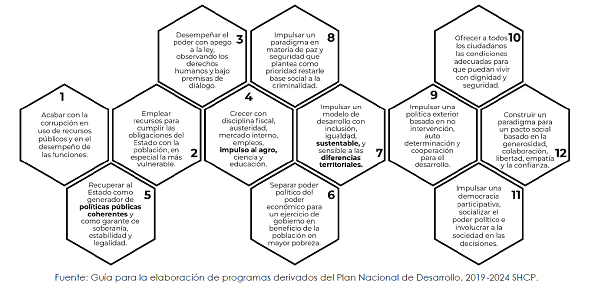 1
Acabar con la
corrupción en
uso de recursos
públicos y en el
desempeño de
las funciones.
Emplear
recursos para
cumplir las
obligaciones del
Estado con la
población, en
especial la más
vulnerable.
2
Desempeñar el
poder con apego
a la ley,
observando los
derechos
humanos y bajo
premisas de
diálogo.
3
4
Crecer con
disciplina fiscal,
austeridad,
mercado interno,
empleos,
impulso al agro,
ciencia y
educación.
Recuperar al
Estado como
generador de
políticas públicas
coherentes y
como garante de
soberanía,
estabilidad y
legalidad.
5
Separar poder
político del
poder
económico para
un ejercicio de
gobierno en
beneficio de la
población en
mayor pobreza.
6
Impulsar un
modelo de
desarrollo con
inclusión,
igualdad,
sustentable, y
sensible a las
diferencias
territoriales.
7
Impulsar un
paradigma en
materia de paz y
seguridad que
plantea como
prioridad restarle
base social a la
criminalidad.
8
9
Impulsar una
política exterior
basada en no
intervención,
auto
determinación y
cooperación
para el
desarrollo.
Ofrecer a todos
los ciudadanos
las condiciones
adecuadas para
que puedan vivir
con dignidad y
seguridad.
10
Impulsar una
democracia
participativa,
socializar el
poder político e
involucrar a la
sociedad en las
decisiones.
11
Construir un
paradigma para
un pacto social
basado en la
generosidad,
colaboración,
libertad, empatía
y la confianza.
12
Fuente: Guía para la elaboración de programas derivados del Plan Nacional de Desarrollo, 2019-2024 SHCP.